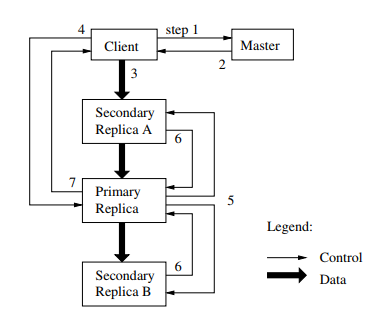 4
step 1
Client
Master
2
3
Secondary
Replica A
6
7
Primary
Replica
5
Legend:
6
Control
Secondary
Replica B
Data